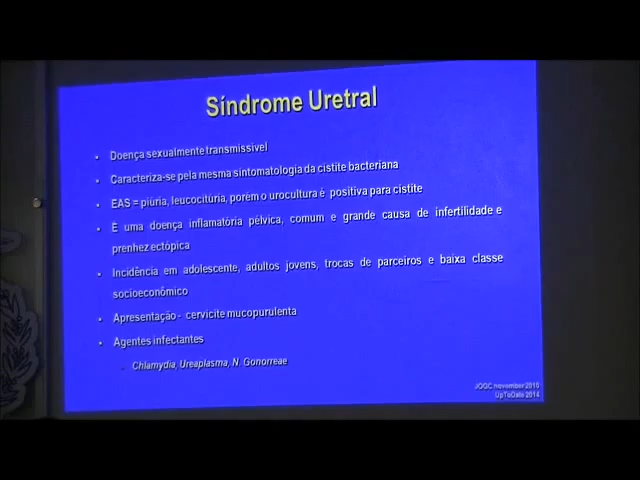 Síndrome Uretral
• Doença sexualmente transmissível
• Caracteriza-se pela mesma sintomatologia da cistite bacteriana
• EAS = piúria, leucocitúria, porém o urocultura é positiva para cistite
• É uma doença inflamatória pélvica, comum e grande causa de infertilidade e
prenhez ectópica
• Incidência em adolescente, adultos jovens, trocas de parceiros e baixa classe
socioeconômico
• Apresentação - cervicite mucopurulenta
• Agentes infectantes
– Chlamydia, Ureaplasma, N. Gonorreae
JOGC november 2010
UpToDate 2014